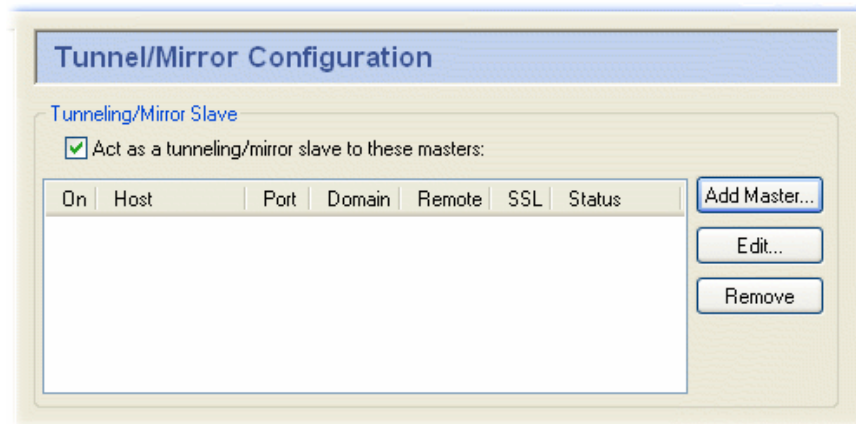 Tunnel/Mirror Configuration
Tunneling/Mirror Slave
Act as a tunneling/mirror slave to these masters:
On Host Port Domain Remote SSL Status
Add Master...
Edit...
Remove